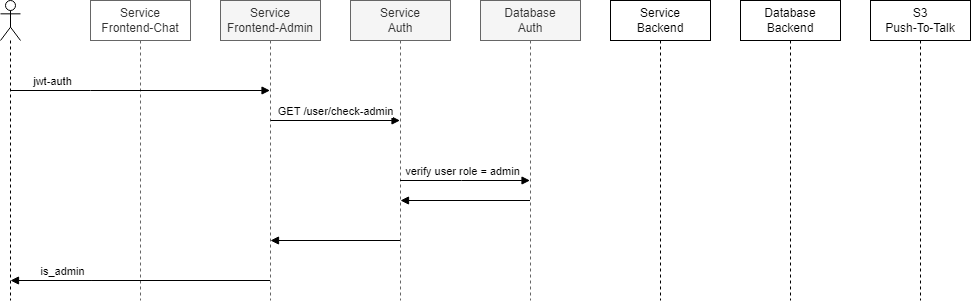 Service
Frontend-Chat
Service
Frontend-Admin
Service
Auth
Database
Auth
Service
Backend
Database
Backend
S3
Push-To-Talk
jwt-auth
GET /user/check-admin
verify user role = admin
is_admin